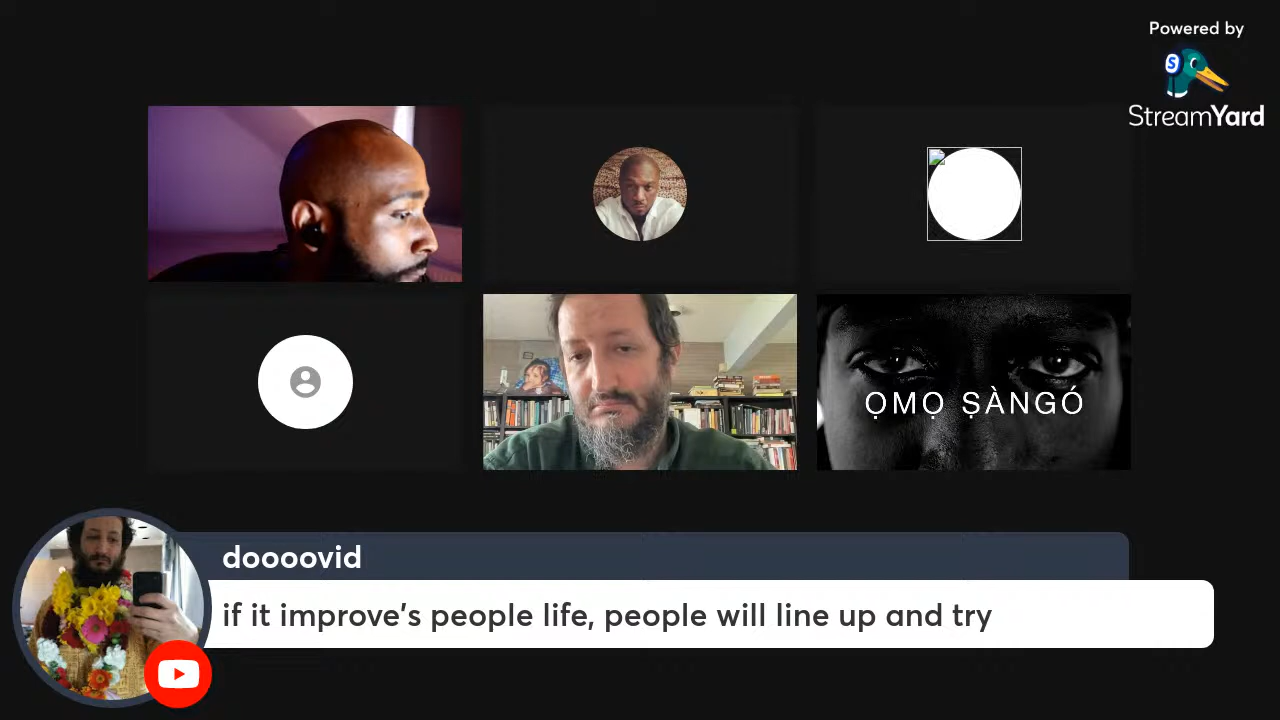 Powered by
S
StreamYard
ỌMỌ ṢÀNGÓ
doooovid
if it improve's people life, people will line up and try